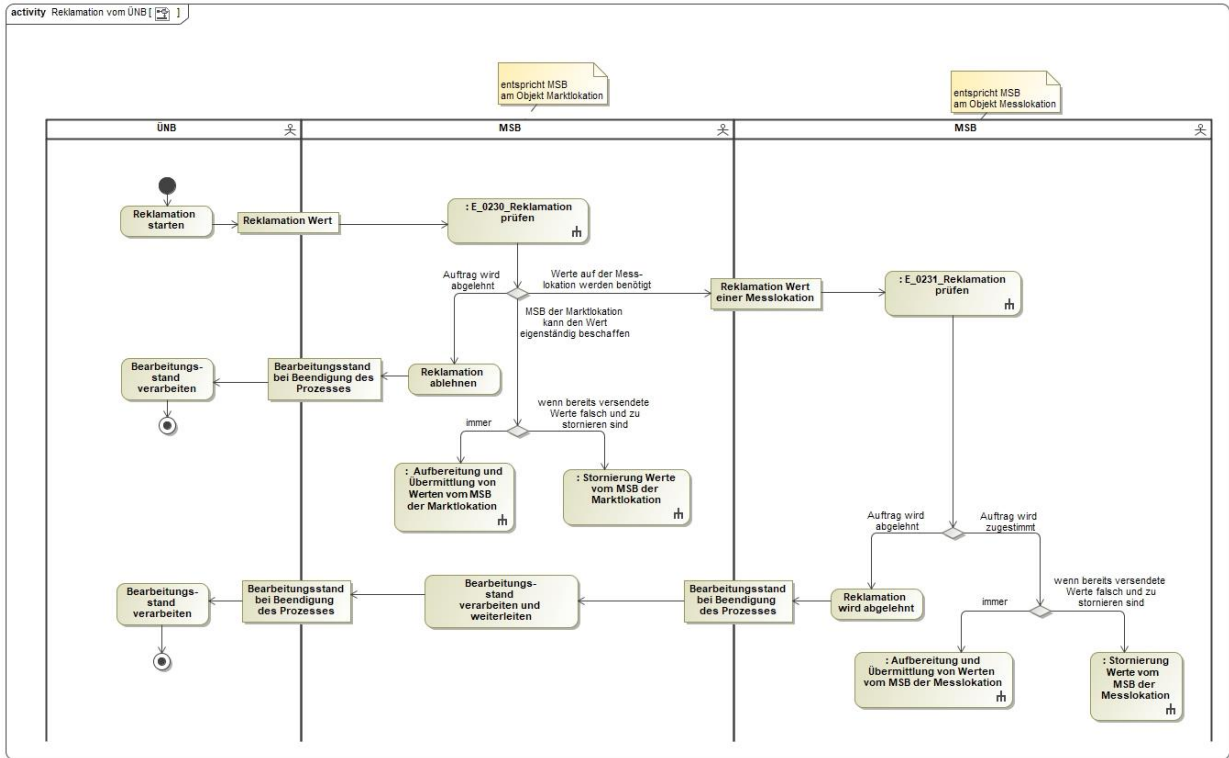 activity Reklamation vom ÜNB [ ]
entspricht MSB
am Objekt Marktlokation
entspricht MSB
am Objekt Messlokation
ÜNB
MSB
MSB
Reklamation
starten
Reklamation Wert
: E_0230_Reklamation
prüfen
Auftrag wird
abgelehnt
Werte auf der Mess-
lokation werden benötigt
Reklamation Wert
einer Messlokation
: E_0231_Reklamation
prüfen
MSB der Marktlokation
kann den Wert
eigenständig beschaffen
Bearbeitungs-
stand
verarbeiten
Bearbeitungsstand
bei Beendigung des
Prozesses
Reklamation
ablehnen
immer
wenn bereits versendete
Werte falsch und zu
stornieren sind
: Aufbereitung und
Übermittlung von
Werten vom MSB
der Marktlokation
: Stornierung Werte
vom MSB der
Marktlokation
Auftrag wird
abgelehnt
Auftrag wird
zugestimmt
Bearbeitungs-
stand
verarbeiten
Bearbeitungsstand
bei Beendigung
des Prozesses
Bearbeitungs-
stand
verarbeiten und
weiterleiten
Bearbeitungsstand
bei Beendigung
des Prozesses
Reklamation
wird abgelehnt
immer
wenn bereits versendete
Werte falsch und zu
stornieren sind
: Aufbereitung und
Übermittlung von Werten
vom MSB der Messlokation
: Stornierung
Werte vom
MSB der
Messlokation